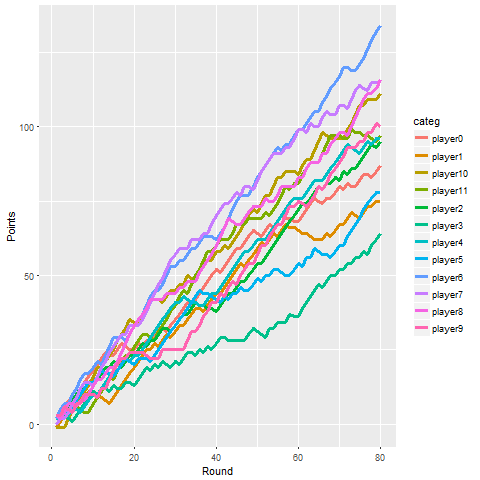 100
50
0
Points
0
20
40
60
80
Round
categ
player0
player1
player10
player11
player2
player3
player4
player5
player6
player7
player8
player9